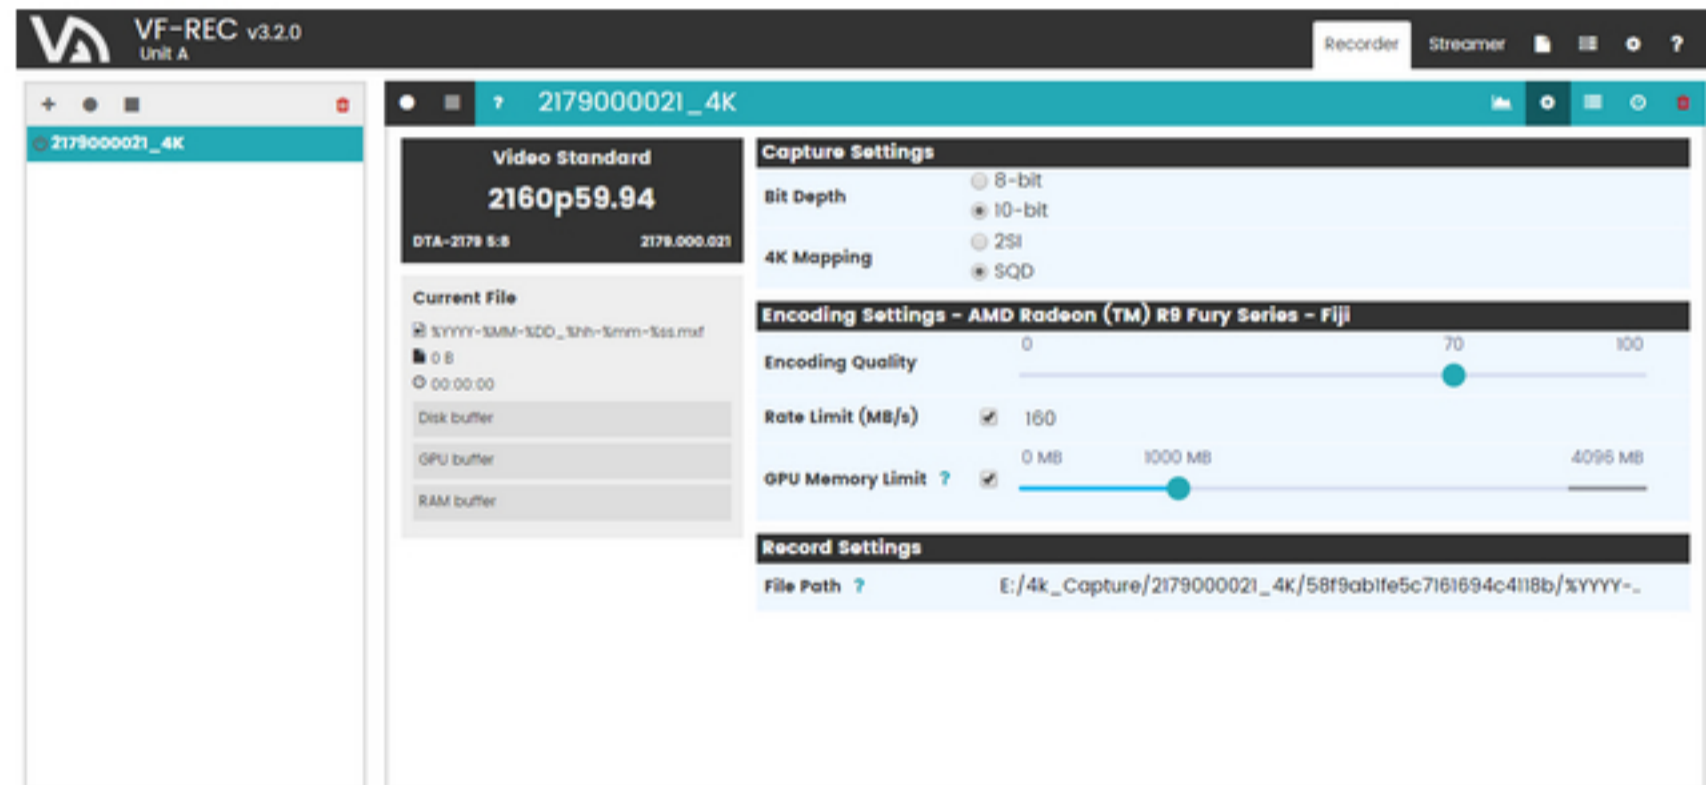 VF-REC v3.2.0
Unit A
Recorder Streamer ?
2179000021_4K
? 2179000021_4K
Video Standard
2160p59.94
DTA-2179 5:8 2179.000.021
Current File
%YYYY-%MM-%DD_%hh-%mm-%ss.mxf
0 B
00:00:00
Disk buffer
GPU buffer
RAM buffer
Capture Settings
Bit Depth
8-bit
10-bit
4K Mapping
2SI
SQD
Encoding Settings - AMD Radeon (TM) R9 Fury Series - Fiji
Encoding Quality
0 70 100
Rate Limit (MB/s) 160
GPU Memory Limit ?
0 MB 1000 MB 4096 MB
Record Settings
File Path ? E:/4k_Capture/2179000021_4K/58f9ab1fe5c7161694c4118b/%YYYY-...